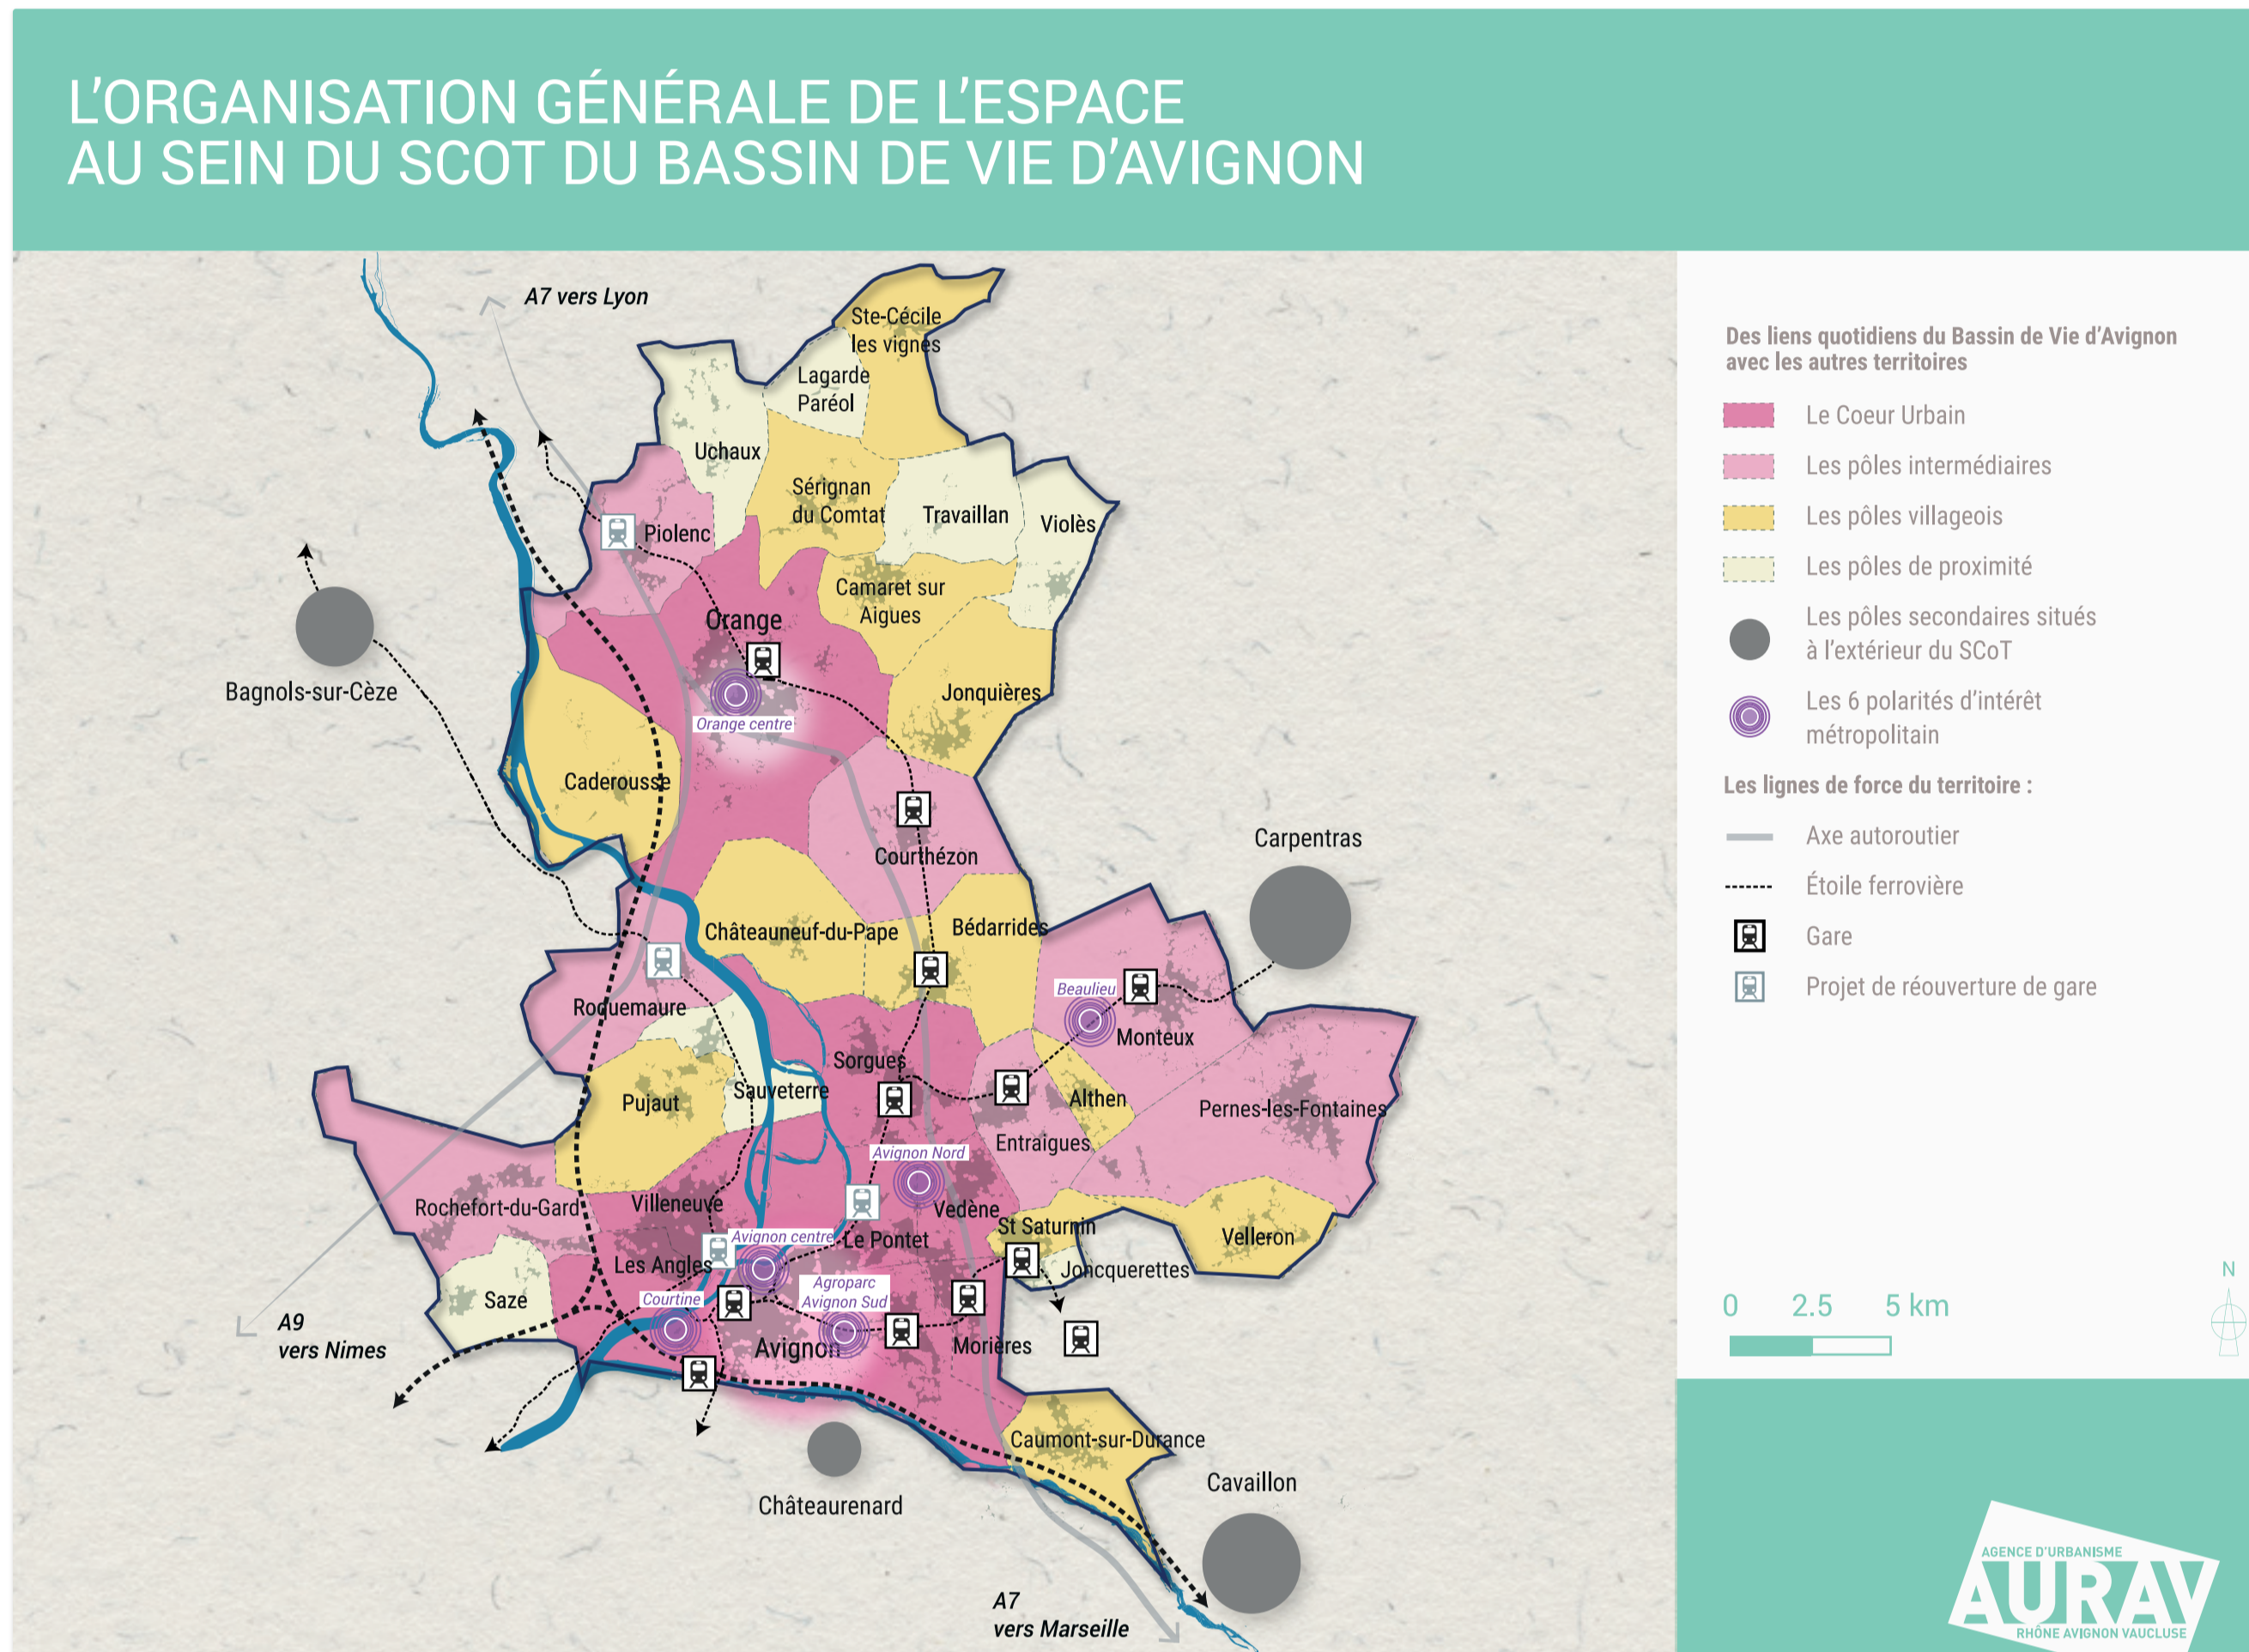 L'ORGANISATION GÉNÉRALE DE L'ESPACE
AU SEIN DU SCOT DU BASSIN DE VIE D'AVIGNON
A7 vers Lyon
Ste-Cécile
les vignes
Lagarde
Paréol
Uchaux
Sérignan
du Comtat
Travaillan
Violès
Piolenc
Camaret sur
Aigues
Orange
Bagnols-sur-Cèze
Jonquières
Orange centre
Caderousse
Carpentras
Courthézon
Châteauneuf-du-Pape
Bédarrides
Beaulieu
Roquemaure
Monteux
Sorgues
Sauveterre
Pujaut
Althen
Pernes-les-Fontaines
Entraigues
Avignon Nord
Rochefort-du-Gard
Villeneuve
Vedène
St Saturnin
Avignon centre
Le Pontet
Velleron
Les Angles
Joncquerettes
Agroparc
Avignon Sud
Courtine
Saze
A9
vers Nimes
Avignon
Morières
Caumont-sur-Durance
Cavaillon
Châteaurenard
A7
vers Marseille
Des liens quotidiens du Bassin de Vie d'Avignon
avec les autres territoires
Le Coeur Urbain
Les pôles intermédiaires
Les pôles villageois
Les pôles de proximité
Les pôles secondaires situés
à l'extérieur du SCoT
Les 6 polarités d'intérêt
métropolitain
Les lignes de force du territoire :
Axe autoroutier
Étoile ferrovière
Gare
Projet de réouverture de gare
N
0 2.5 5 km
AGENCE D'URBANISME
AURAV
RHÔNE AVIGNON VAUCLUSE